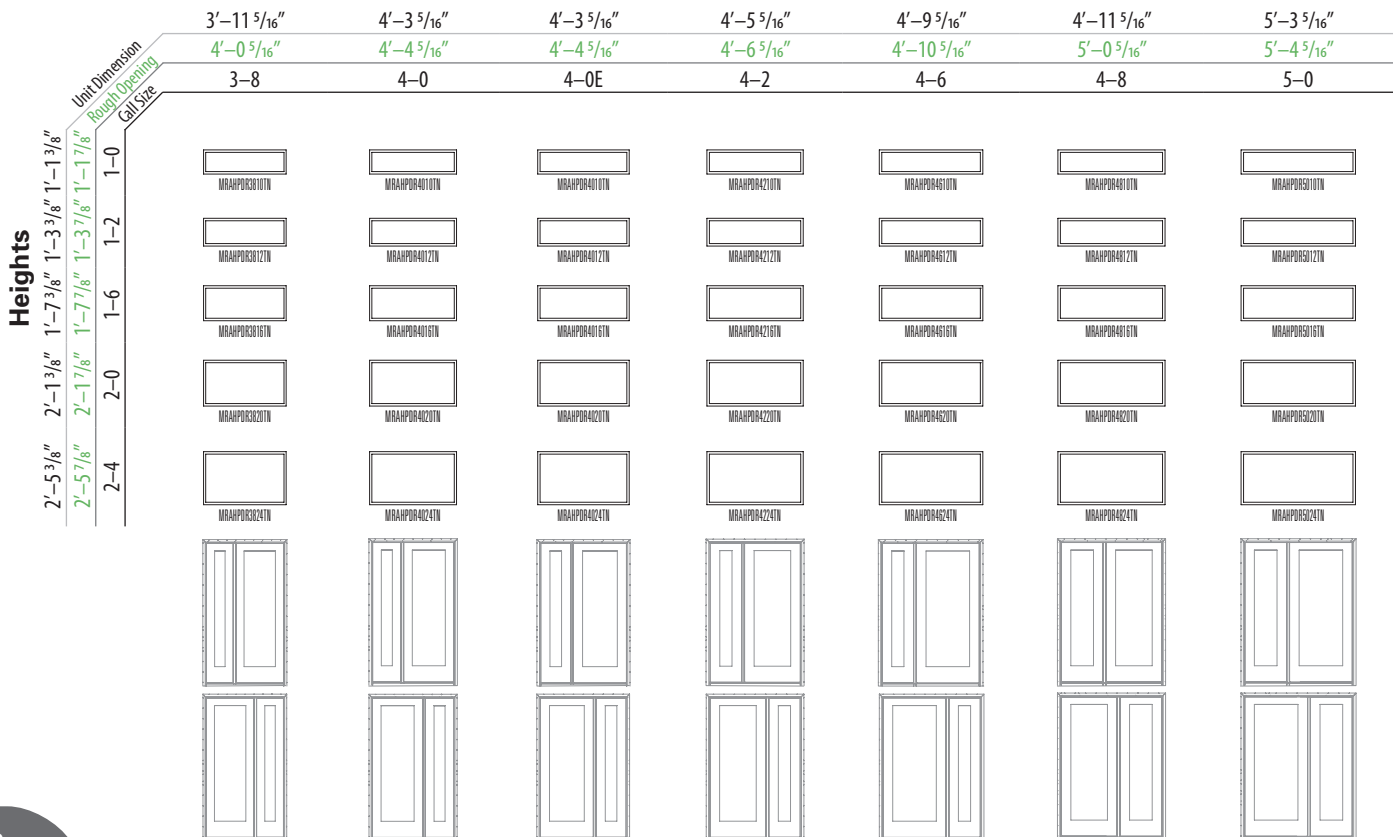 3′–11 5/16″ 4′–3 5/16″ 4′–3 5/16″ 4′–5 5/16″ 4′–9 5/16″ 4′–11 5/16″ 5′–3 5/16″
4′–0 5/16″ 4′–4 5/16″ 4′–4 5/16″ 4′–6 5/16″ 4′–10 5/16″ 5′–0 5/16″ 5′–4 5/16″
3–8 4–0 4–0E 4–2 4–6 4–8 5–0
Unit Dimension
Rough Opening
Call Size
Heights
1′–1 3/8″ 1′–1 7/8″ 1–0
MRAHPDR3810TN MRAHPDR4010TN MRAHPDR4010TN MRAHPDR4210TN MRAHPDR4610TN MRAHPDR4810TN MRAHPDR5010TN
1′–3 3/8″ 1′–3 7/8″ 1–2
MRAHPDR3812TN MRAHPDR4012TN MRAHPDR4012TN MRAHPDR4212TN MRAHPDR4612TN MRAHPDR4812TN MRAHPDR5012TN
1′–7 3/8″ 1′–7 7/8″ 1–6
MRAHPDR3816TN MRAHPDR4016TN MRAHPDR4016TN MRAHPDR4216TN MRAHPDR4616TN MRAHPDR4816TN MRAHPDR5016TN
2′–1 3/8″ 2′–1 7/8″ 2–0
MRAHPDR3820TN MRAHPDR4020TN MRAHPDR4020TN MRAHPDR4220TN MRAHPDR4620TN MRAHPDR4820TN MRAHPDR5020TN
2′–5 3/8″ 2′–5 7/8″ 2–4
MRAHPDR3824TN MRAHPDR4024TN MRAHPDR4024TN MRAHPDR4224TN MRAHPDR4624TN MRAHPDR4824TN MRAHPDR5024TN